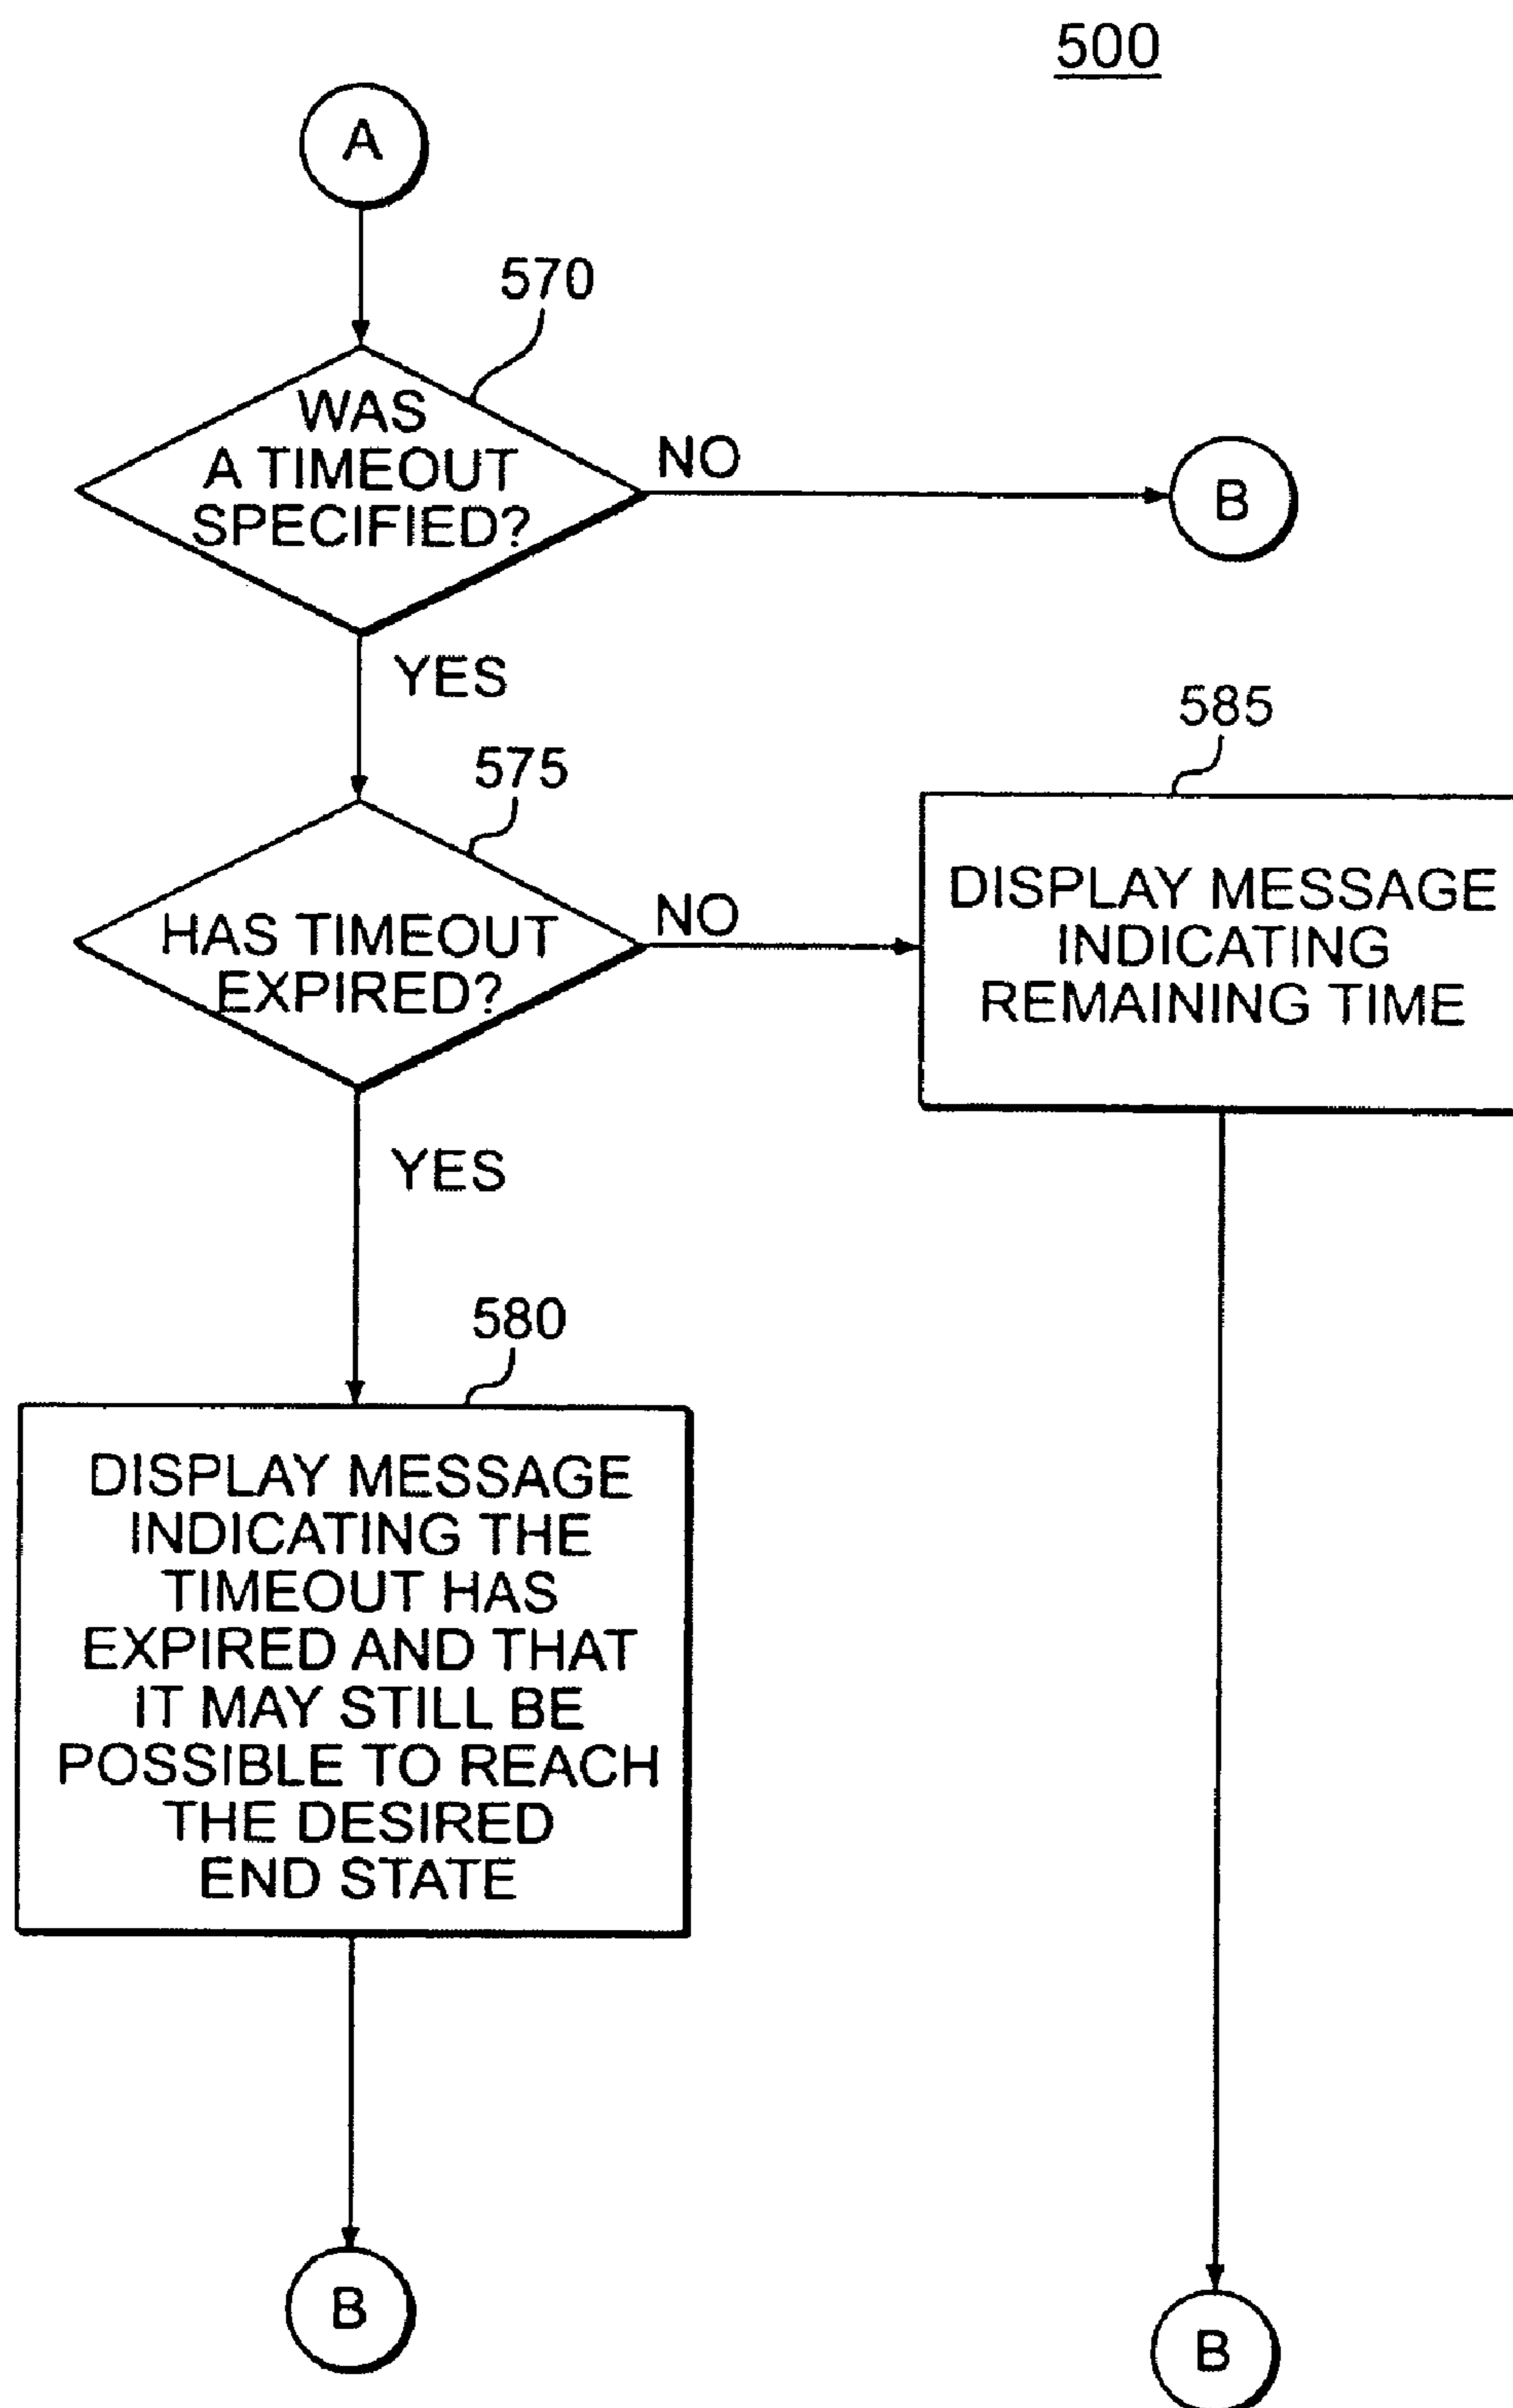 500
A
570
WAS
A TIMEOUT
SPECIFIED?
NO
B
YES
575
HAS TIMEOUT
EXPIRED?
NO
585
DISPLAY MESSAGE
INDICATING
REMAINING TIME
YES
580
DISPLAY MESSAGE
INDICATING THE
TIMEOUT HAS
EXPIRED AND THAT
IT MAY STILL BE
POSSIBLE TO REACH
THE DESIRED
END STATE
B
B